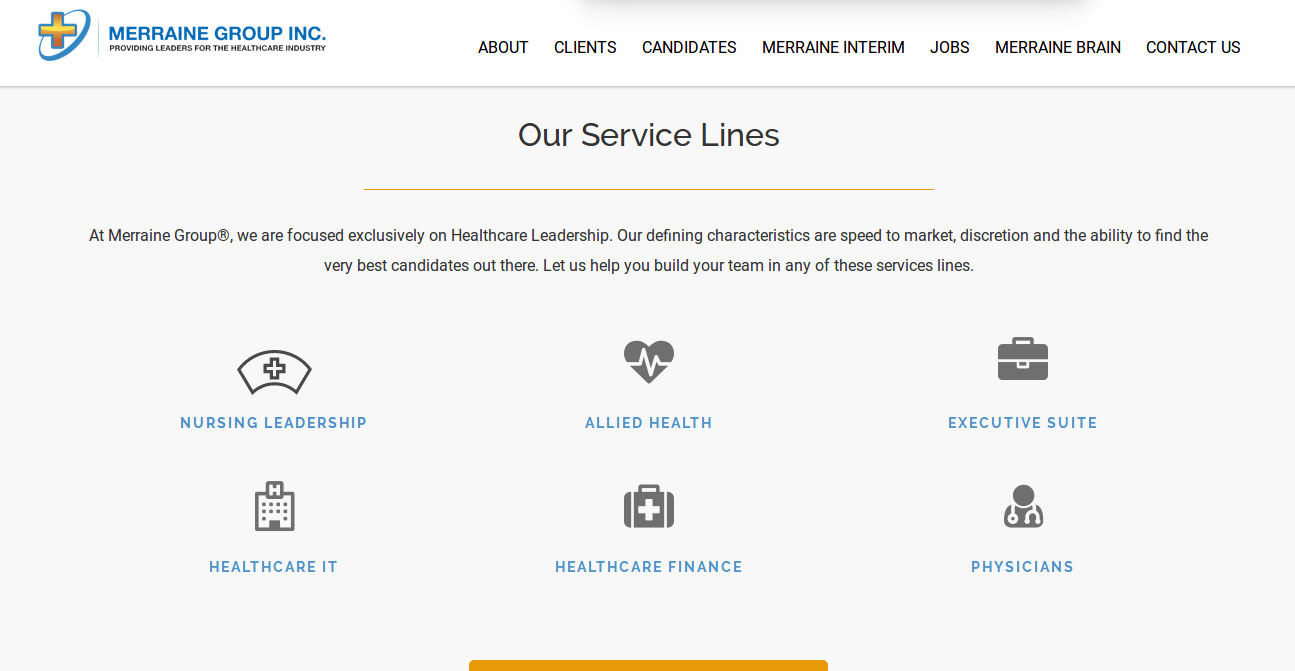 MERRAINE GROUP INC.
PROVIDING LEADERS FOR THE HEALTHCARE INDUSTRY
ABOUT CLIENTS CANDIDATES MERRAINE INTERIM JOBS MERRAINE BRAIN CONTACT US
Our Service Lines
At Merraine Group®, we are focused exclusively on Healthcare Leadership. Our defining characteristics are speed to market, discretion and the ability to find the
very best candidates out there. Let us help you build your team in any of these services lines.
NURSING LEADERSHIP ALLIED HEALTH EXECUTIVE SUITE
H
HEALTHCARE IT HEALTHCARE FINANCE PHYSICIANS